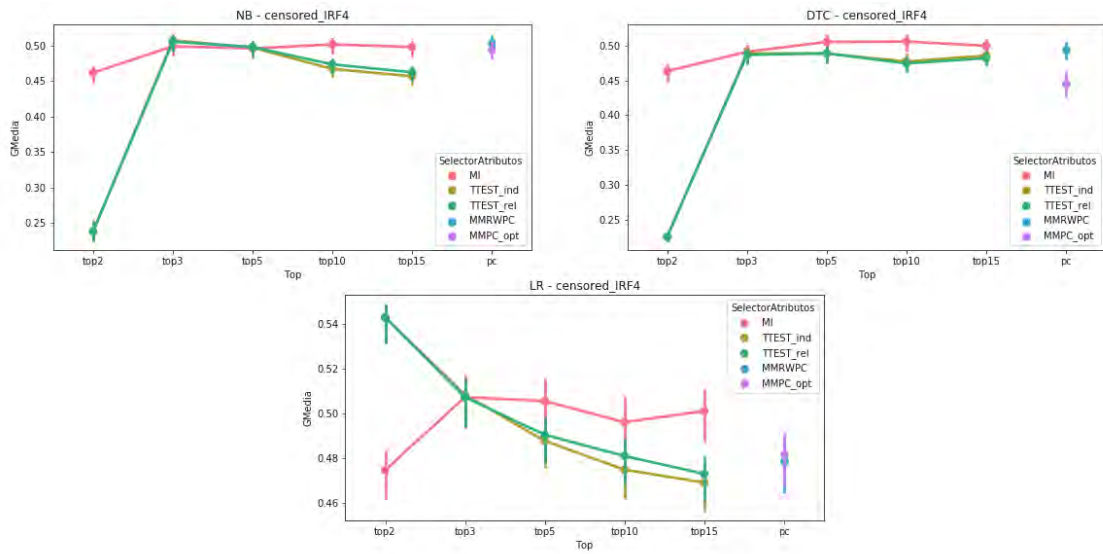 NB - censored_IRF4
0.50
0.45
0.40
0.35
0.30
0.25
GMedia
SelectorAtributos
MI
TTEST_ind
TTEST_rel
MMRWPC
MMPC_opt
top2 top3 top5 top10 top15 pc
Top
DTC - censored_IRF4
0.50
0.45
0.40
0.35
0.30
0.25
GMedia
SelectorAtributos
MI
TTEST_ind
TTEST_rel
MMRWPC
MMPC_opt
top2 top3 top5 top10 top15 pc
Top
LR - censored_IRF4
0.54
0.52
0.50
0.48
0.46
GMedia
SelectorAtributos
MI
TTEST_ind
TTEST_rel
MMRWPC
MMPC_opt
top2 top3 top5 top10 top15 pc
Top